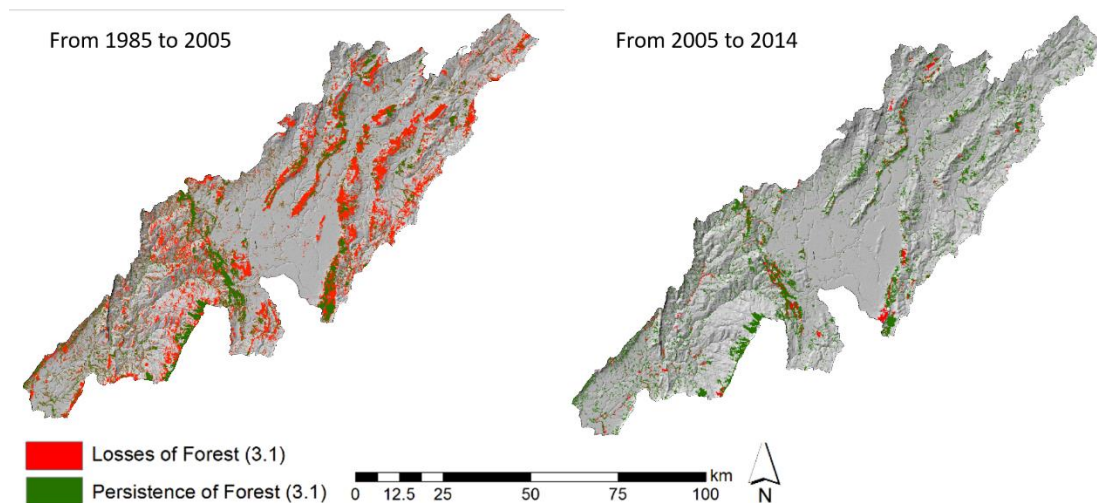 From 1985 to 2005
From 2005 to 2014
Losses of Forest (3.1)
Persistence of Forest (3.1)
km
0 12.5 25 50 75 100
N